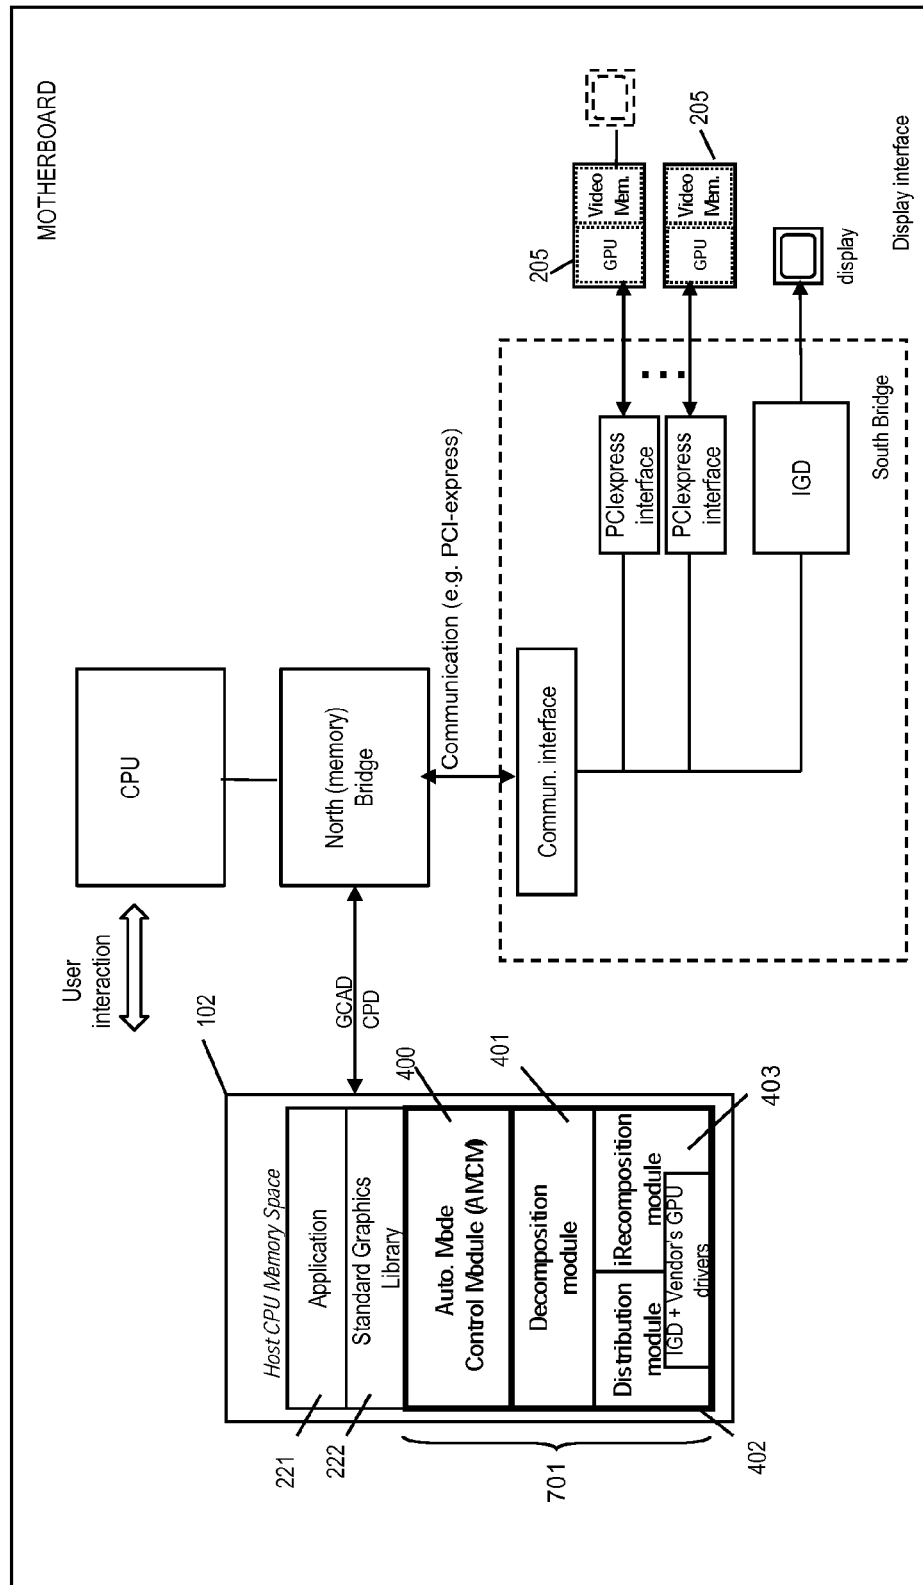 MOTHERBOARD
User
interaction
CPU
102
Host CPU Memory Space
221
Application
222
Standard Graphics
Library
GCAD
CPD
North (memory)
Bridge
400
Auto. Mode
Control Module (AMCM)
401
Decomposition
module
701
Distribution
module
iRecomposition
module
IGD + Vendor's GPU
drivers
402
403
Communication (e.g. PCI-express)
Commun. interface
PCIexpress
interface
PCIexpress
interface
IGD
South Bridge
205
GPU
Video
Mem.
205
GPU
Video
Mem.
display
Display interface